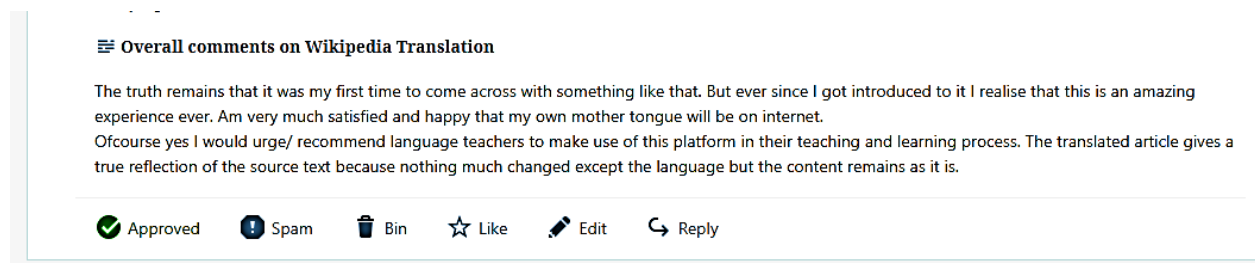 Overall comments on Wikipedia Translation
The truth remains that it was my first time to come across with something like that. But ever since I got introduced to it I realise that this is an amazing
experience ever. Am very much satisfied and happy that my own mother tongue will be on internet.
Ofcourse yes I would urge/ recommend language teachers to make use of this platform in their teaching and learning process. The translated article gives a
true reflection of the source text because nothing much changed except the language but the content remains as it is.
Approved Spam Bin Like Edit Reply